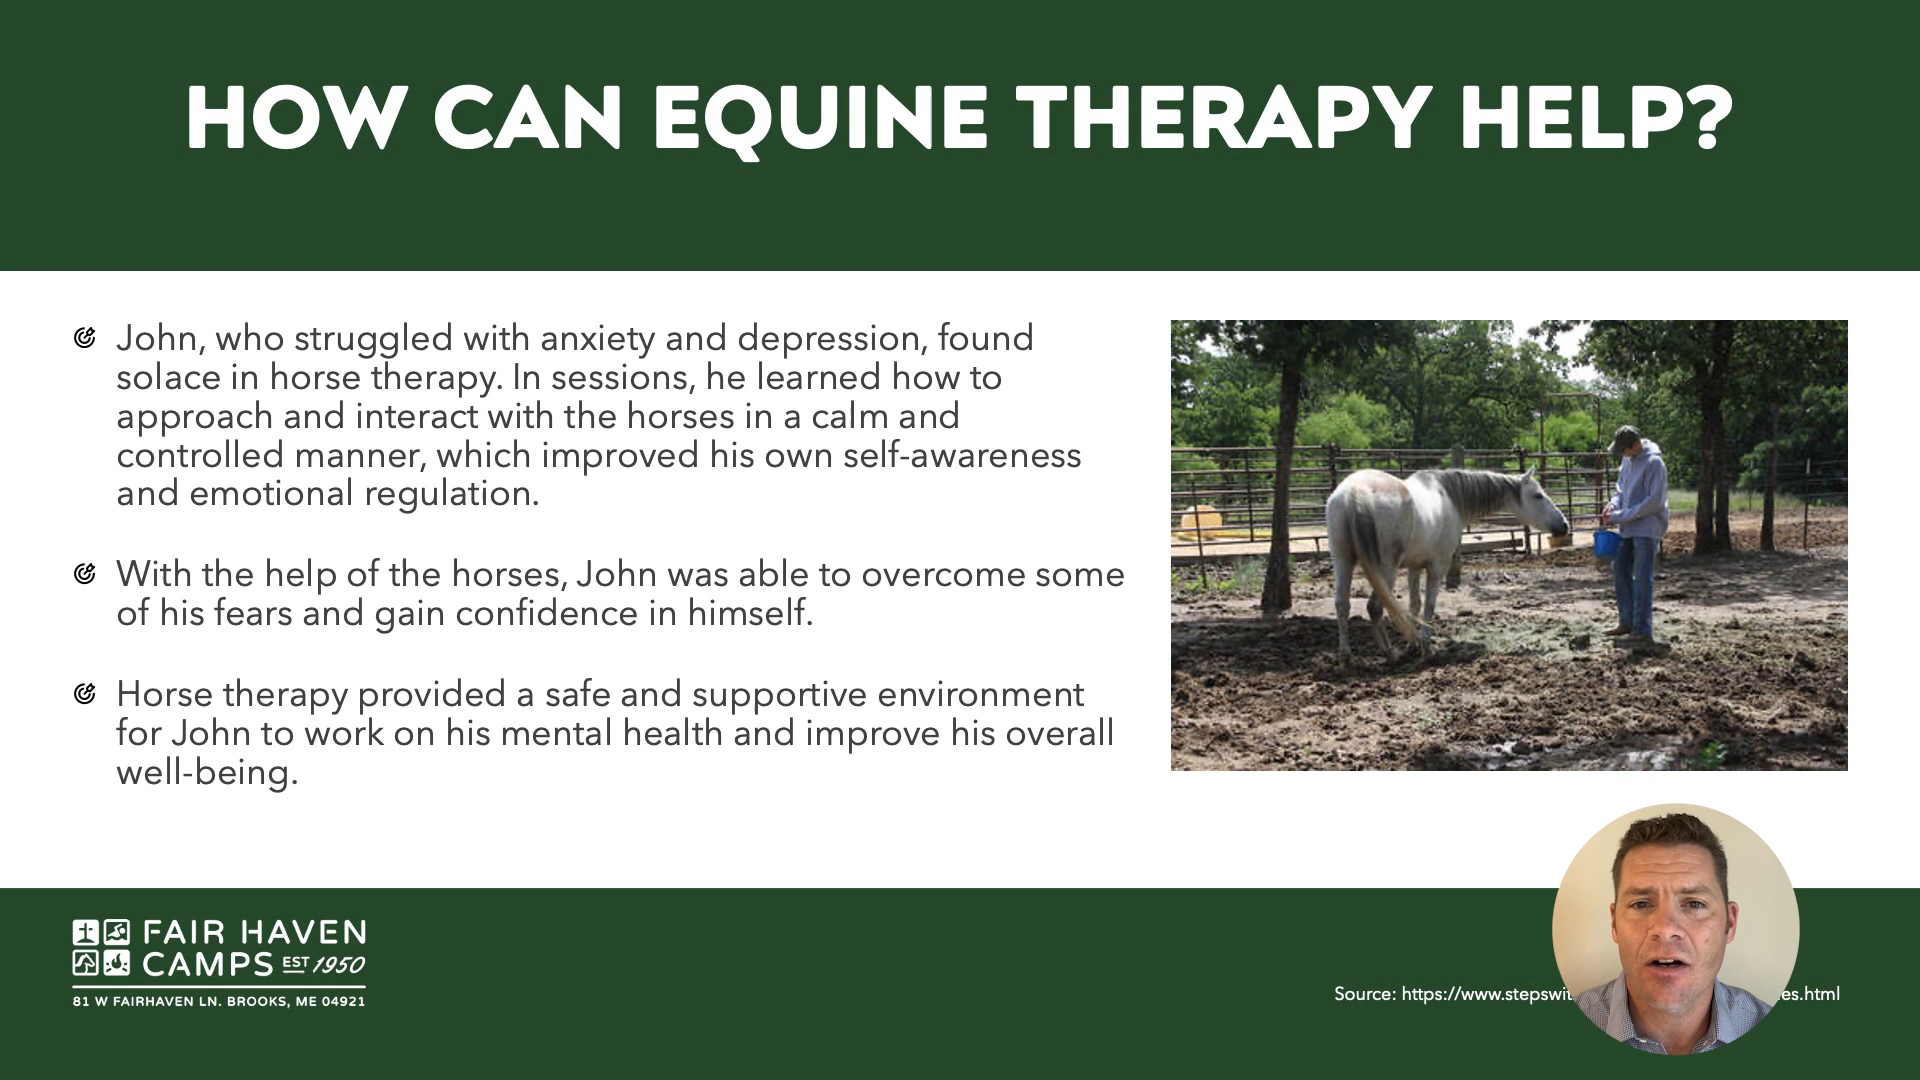 HOW CAN EQUINE THERAPY HELP?
John, who struggled with anxiety and depression, found
solace in horse therapy. In sessions, he learned how to
approach and interact with the horses in a calm and
controlled manner, which improved his own self-awareness
and emotional regulation.
With the help of the horses, John was able to overcome some
of his fears and gain confidence in himself.
Horse therapy provided a safe and supportive environment
for John to work on his mental health and improve his overall
well-being.
FAIR HAVEN
CAMPS EST 1950
81 W FAIRHAVEN LN. BROOKS, ME 04921
Source: